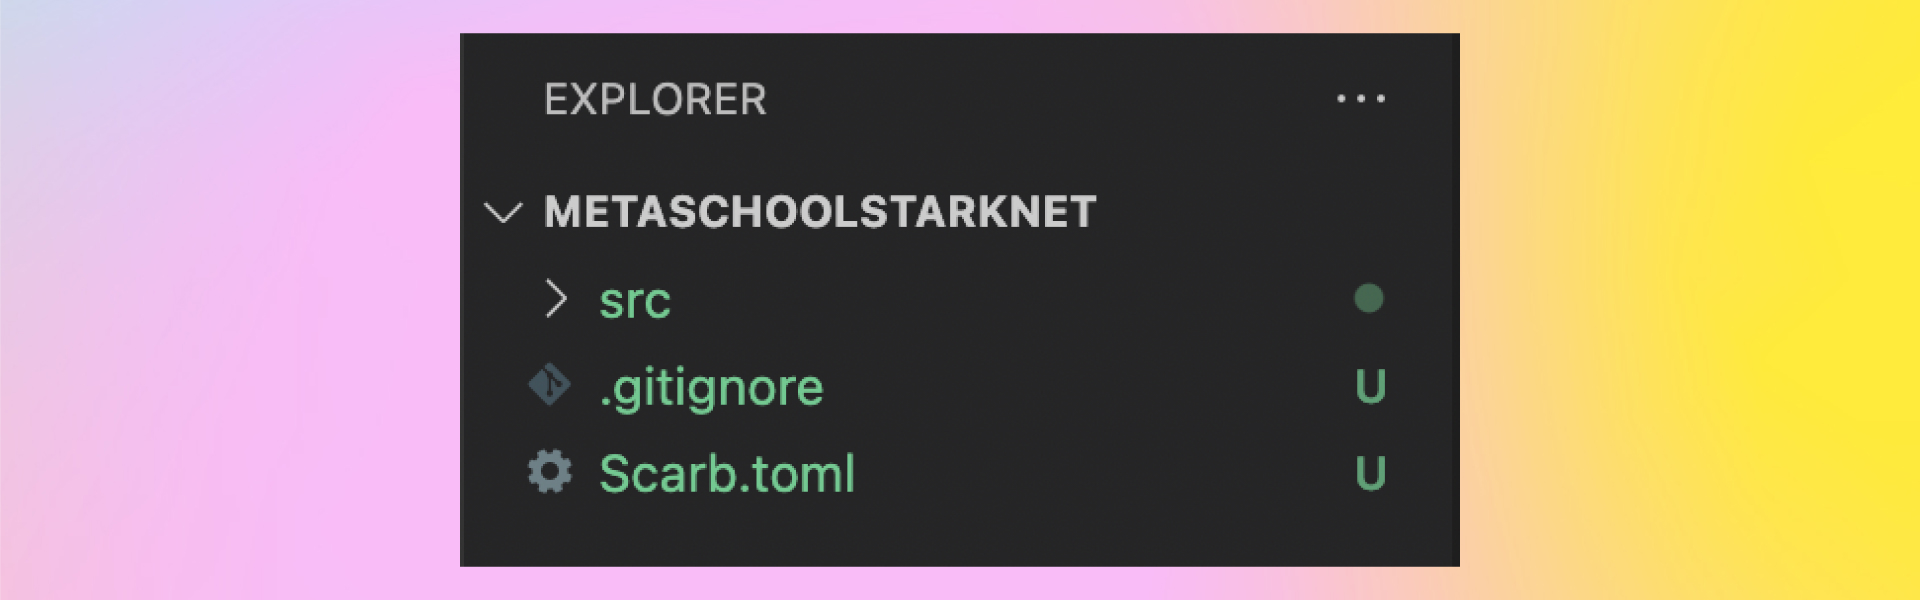 EXPLORER
METASCHOOLSTARKNET
src
.gitignore U
Scarb.toml U